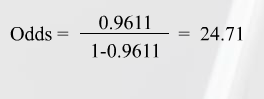 Odds = 0.9611 / 1-0.9611 = 24.71